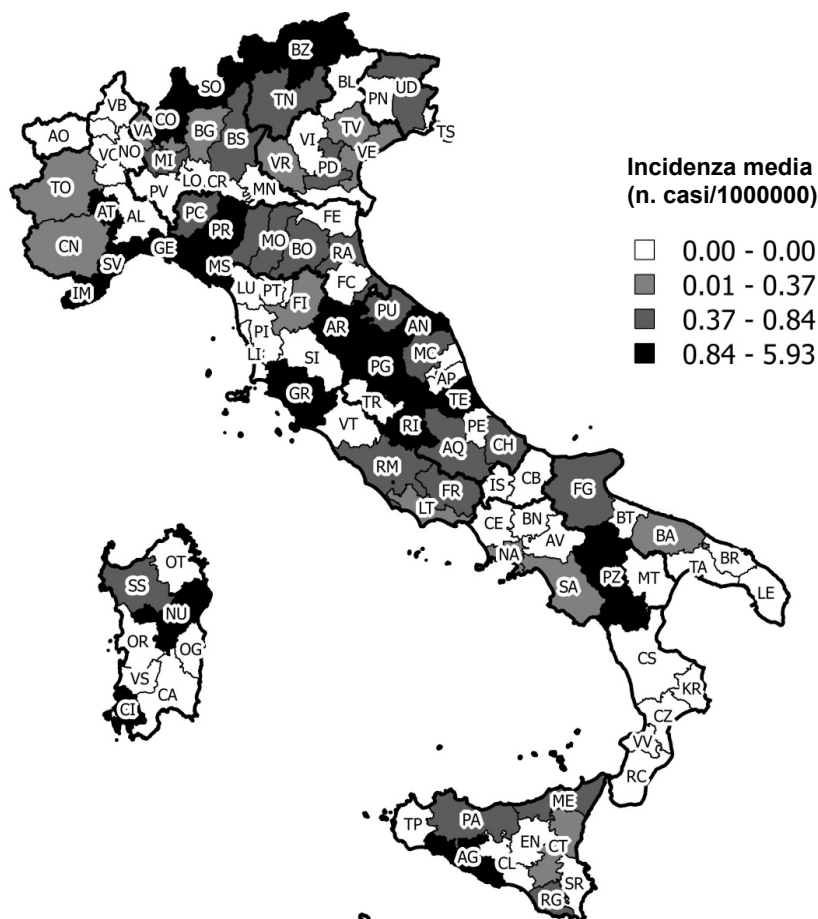 BZ
SO
BL
UD
VB
TN
PN
CO
AO
VA
BG
TV
TS
BS
VI
NO
VC
MI
VE
VR
PD
TO
LO
CR
PV
MN
AT
AL
PC
FE
PR
CN
GE
MO
BO
RA
SV
MS
FC
IM
LU
PT
PU
FI
AN
AR
PI
MC
LI
SI
PG
AP
GR
TE
TR
PE
VT
RI
AQ
CH
RM
CB
IS
FR
FG
LT
CE
BN
BT
AV
BA
NA
BR
OT
PZ
TA
MT
SA
SS
LE
NU
OR
OG
CS
VS
KR
CA
CI
CZ
VV
RC
ME
TP
PA
EN
CT
AG
CL
SR
RG
Incidenza media
(n. casi/1000000)
0.00 - 0.00
0.01 - 0.37
0.37 - 0.84
0.84 - 5.93